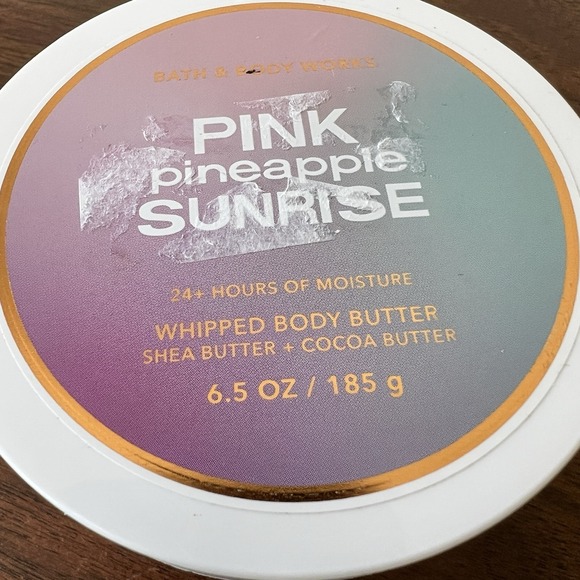 BATH & BODY WORKS
PINK
pineapple
SUNRISE
24+ HOURS OF MOISTURE
WHIPPED BODY BUTTER
SHEA BUTTER + COCOA BUTTER
6.5 OZ / 185 g